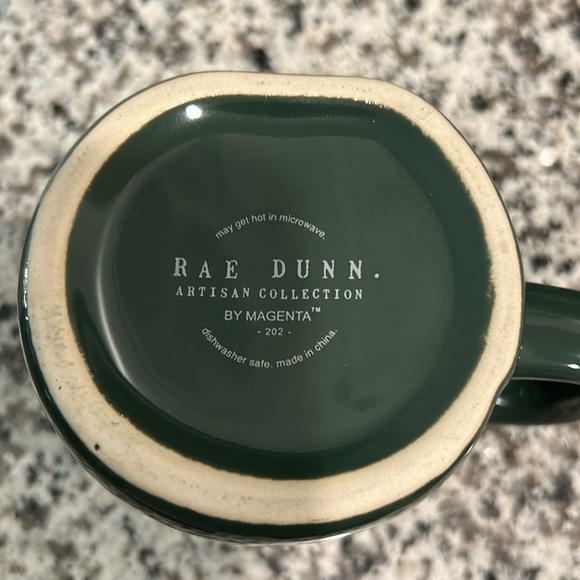 may get hot in microwave.
RAE DUNN.
ARTISAN COLLECTION
BY MAGENTA™
- 202 -
dishwasher safe. made in china.